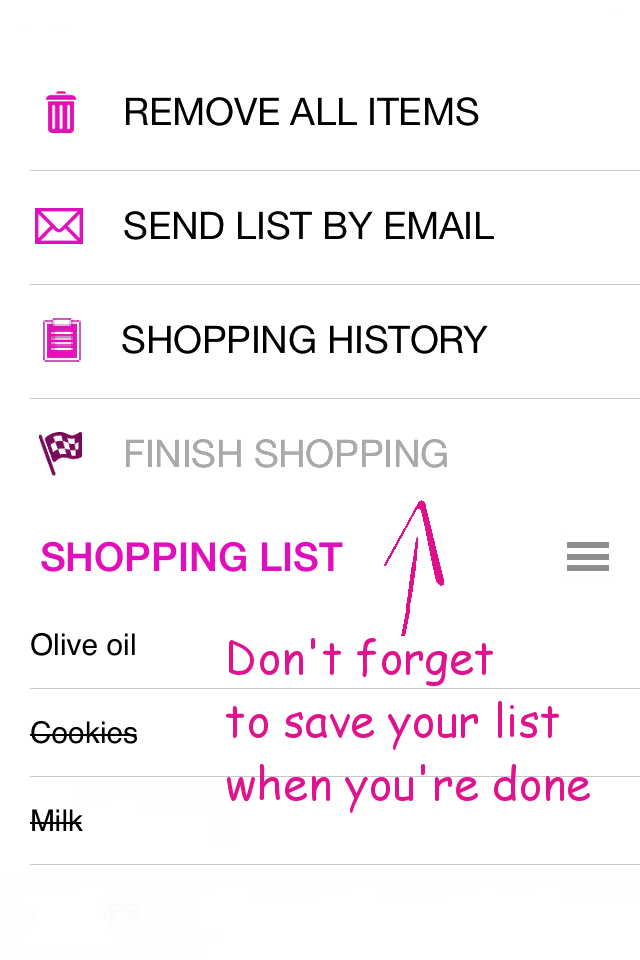 REMOVE ALL ITEMS
SEND LIST BY EMAIL
SHOPPING HISTORY
FINISH SHOPPING
SHOPPING LIST
Olive oil
Cookies
Milk
Don't forget
to save your list
when you're done